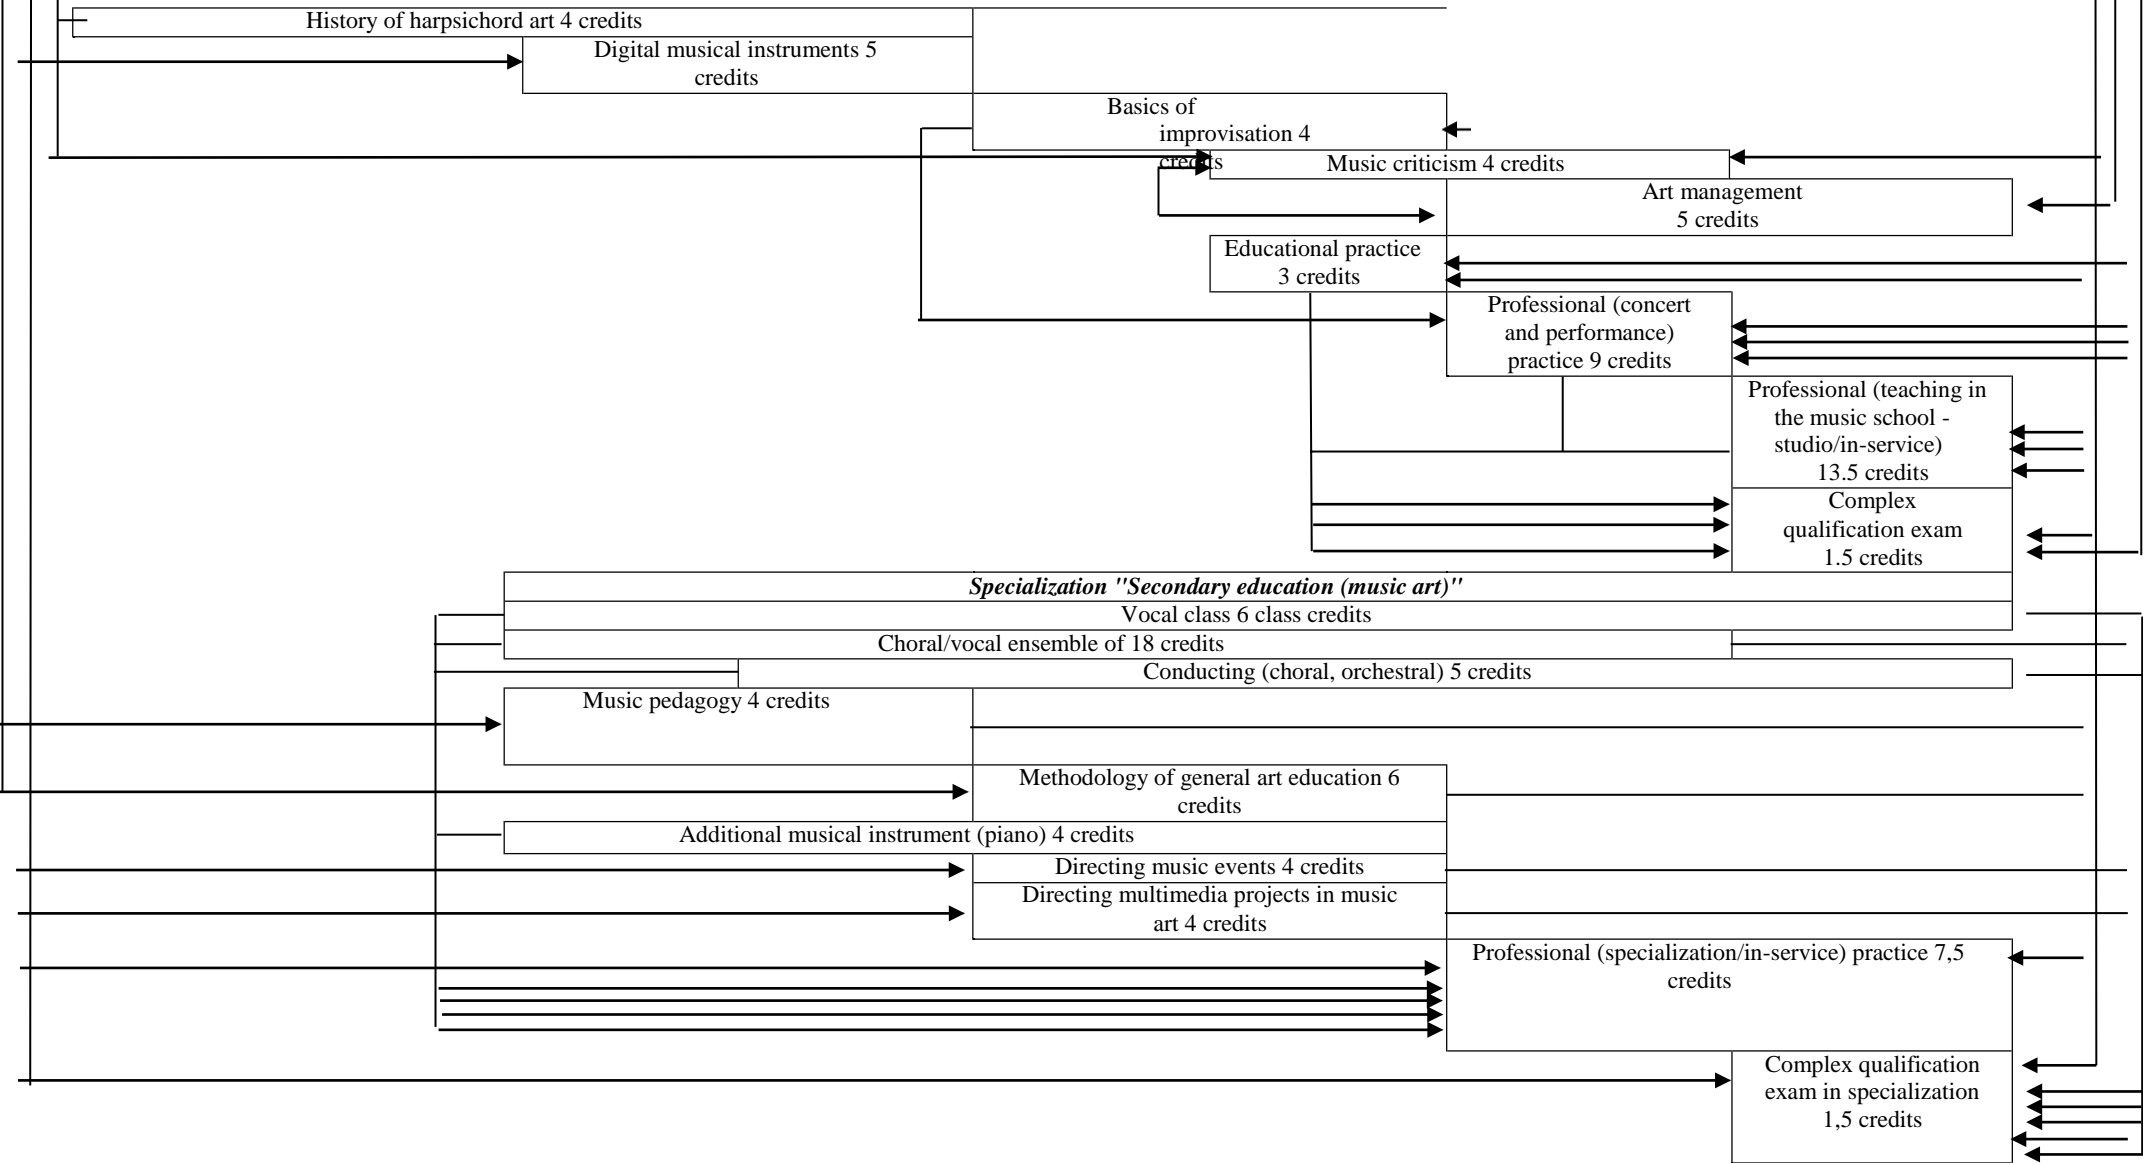 History of harpsichord art 4 credits
Digital musical instruments 5
credits
Basics of
improvisation 4
credits
Music criticism 4 credits
Art management
5 credits
Educational practice
3 credits
Professional (concert
and performance)
practice 9 credits
Professional (teaching in
the music school -
studio/in-service)
13.5 credits
Complex
qualification exam
1.5 credits
Specialization "Secondary education (music art)"
Vocal class 6 class credits
Choral/vocal ensemble of 18 credits
Conducting (choral, orchestral) 5 credits
Music pedagogy 4 credits
Methodology of general art education 6
credits
Additional musical instrument (piano) 4 credits
Directing music events 4 credits
Directing multimedia projects in music
art 4 credits
Professional (specialization/in-service) practice 7,5
credits
Complex qualification
exam in specialization
1,5 credits